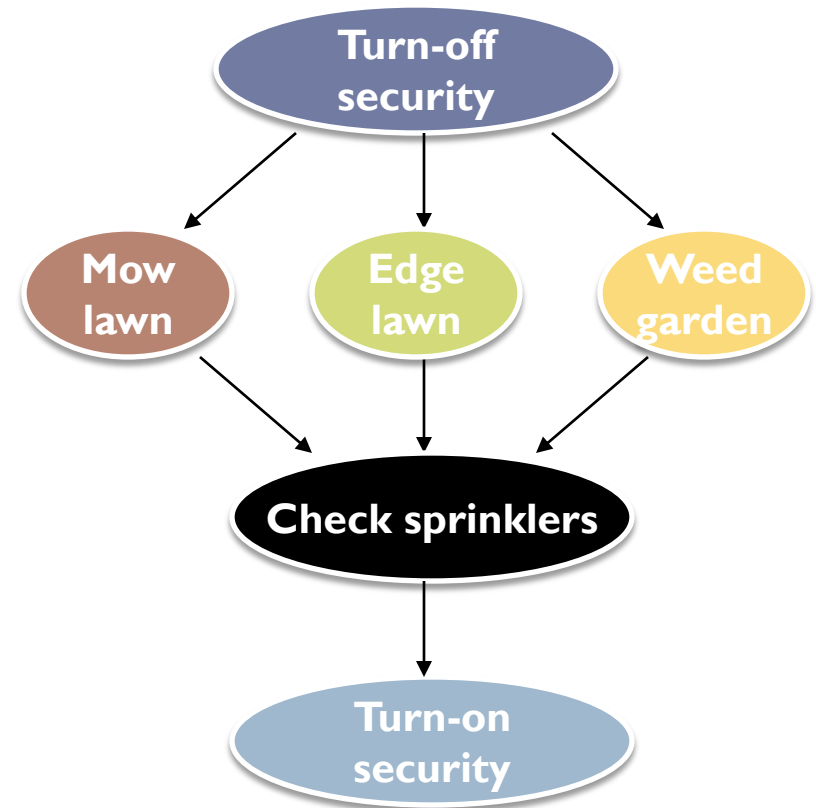 Turn-off
security
Mow
lawn
Edge
lawn
Weed
garden
Check sprinklers
Turn-on
security